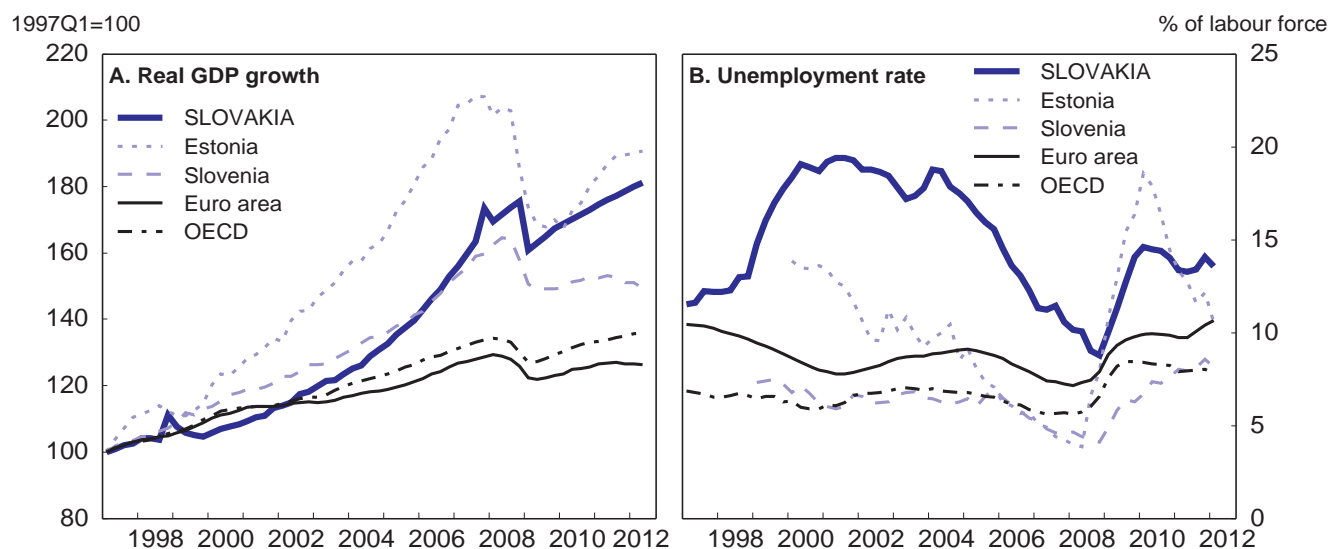 1997Q1=100
% of labour force
220
200
180
160
140
120
100
80
A. Real GDP growth
SLOVAKIA
Estonia
Slovenia
Euro area
OECD
1998 2000 2002 2004 2006 2008 2010 2012
B. Unemployment rate
SLOVAKIA
Estonia
Slovenia
Euro area
OECD
25
20
15
10
5
0
1998 2000 2002 2004 2006 2008 2010 2012